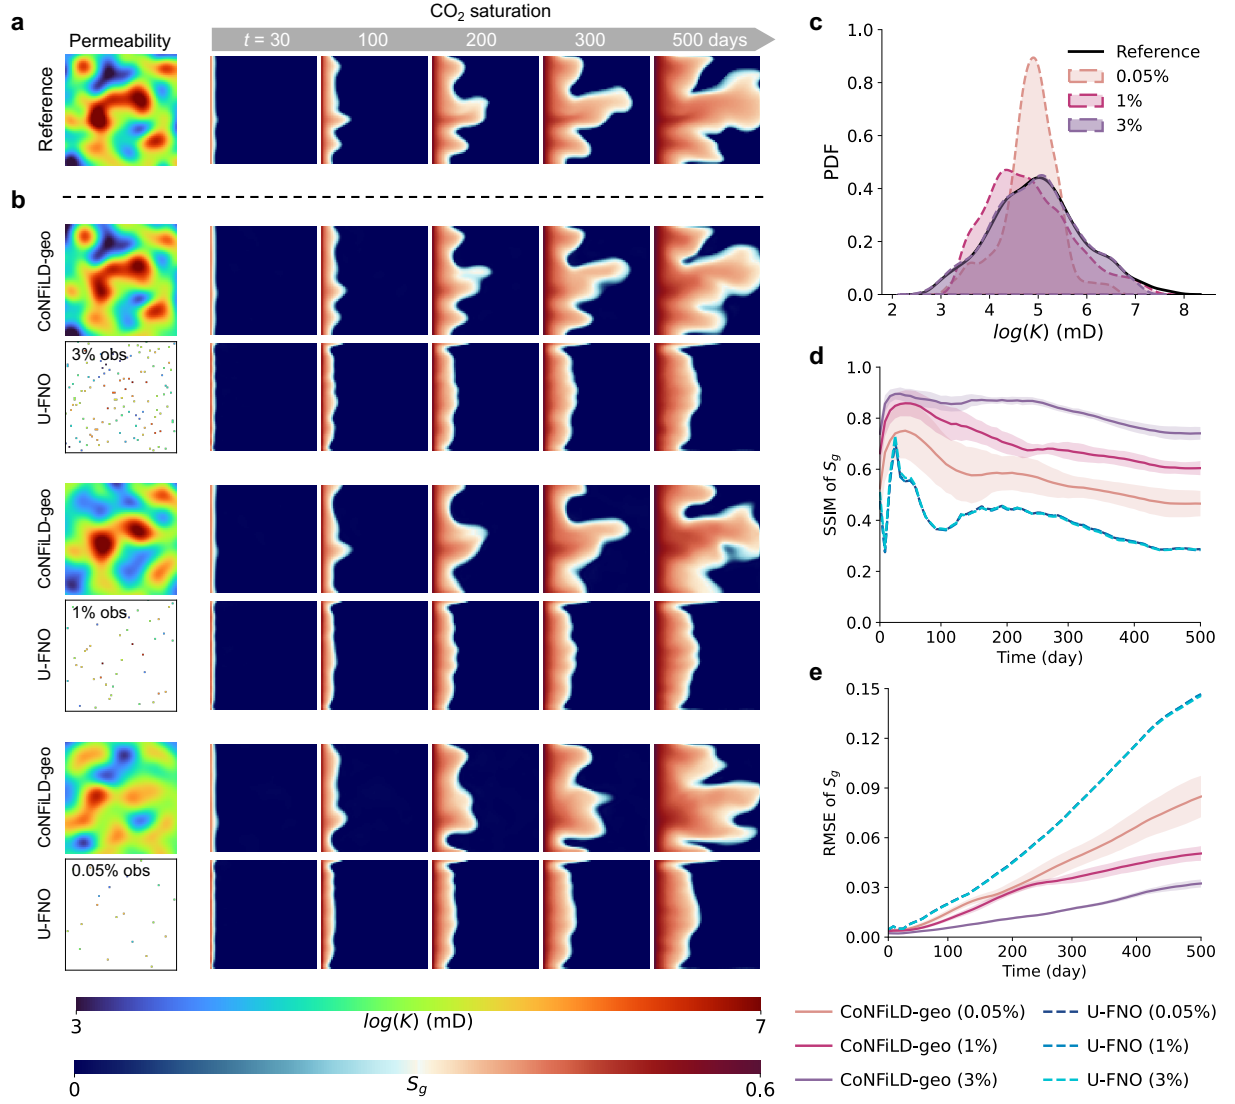 a
CO₂ saturation
Permeability
t = 30 100 200 300 500 days
Reference
b
CoNFiLD-geo
3% obs
U-FNO
CoNFiLD-geo
1% obs
U-FNO
CoNFiLD-geo
0.05% obs
U-FNO
3 log(K) (mD) 7
0 S_g 0.6
c
1.0
0.8
0.6
0.4
0.2
0.0
PDF
2 3 4 5 6 7 8
log(K) (mD)
Reference
0.05%
1%
3%
d
1.0
0.8
0.6
0.4
0.2
0.0
SSIM of S_g
0 100 200 300 400 500
Time (day)
e
0.15
0.12
0.09
0.06
0.03
0.00
RMSE of S_g
0 100 200 300 400 500
Time (day)
CoNFiLD-geo (0.05%) U-FNO (0.05%)
CoNFiLD-geo (1%) U-FNO (1%)
CoNFiLD-geo (3%) U-FNO (3%)